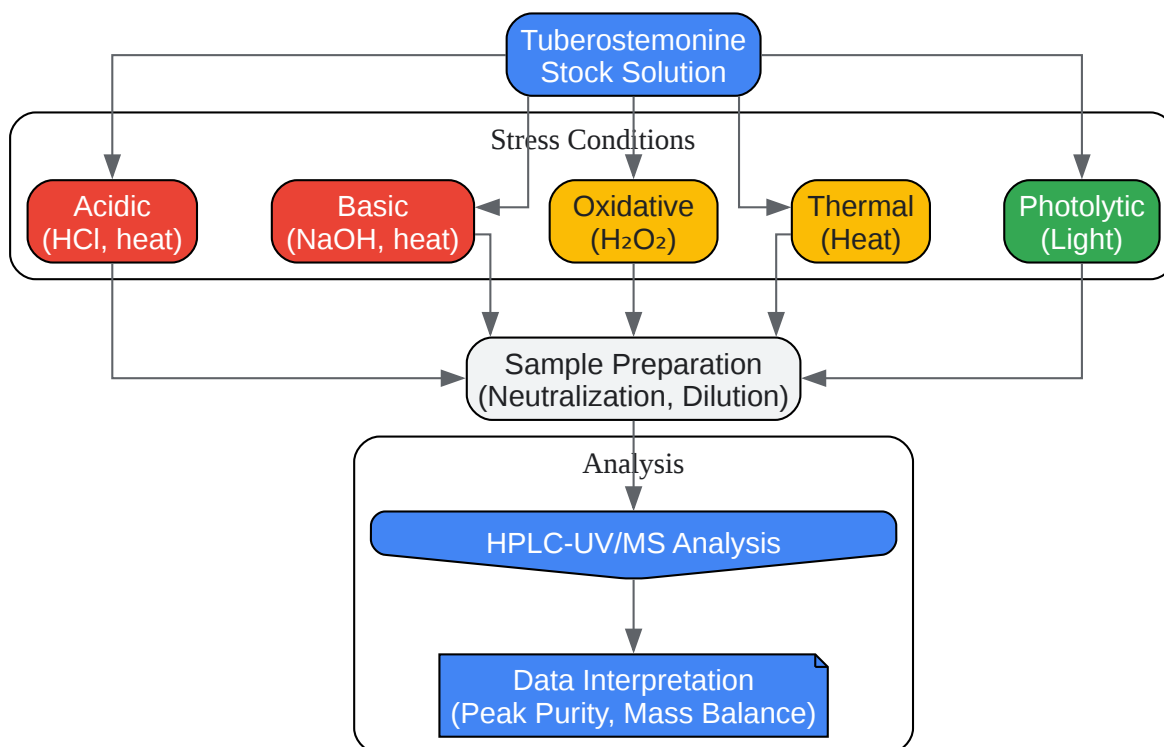 Tuberostemonine
Stock Solution
Stress Conditions
Acidic
(HCl, heat)
Basic
(NaOH, heat)
Oxidative
(H₂O₂)
Thermal
(Heat)
Photolytic
(Light)
Sample Preparation
(Neutralization, Dilution)
Analysis
HPLC-UV/MS Analysis
Data Interpretation
(Peak Purity, Mass Balance)